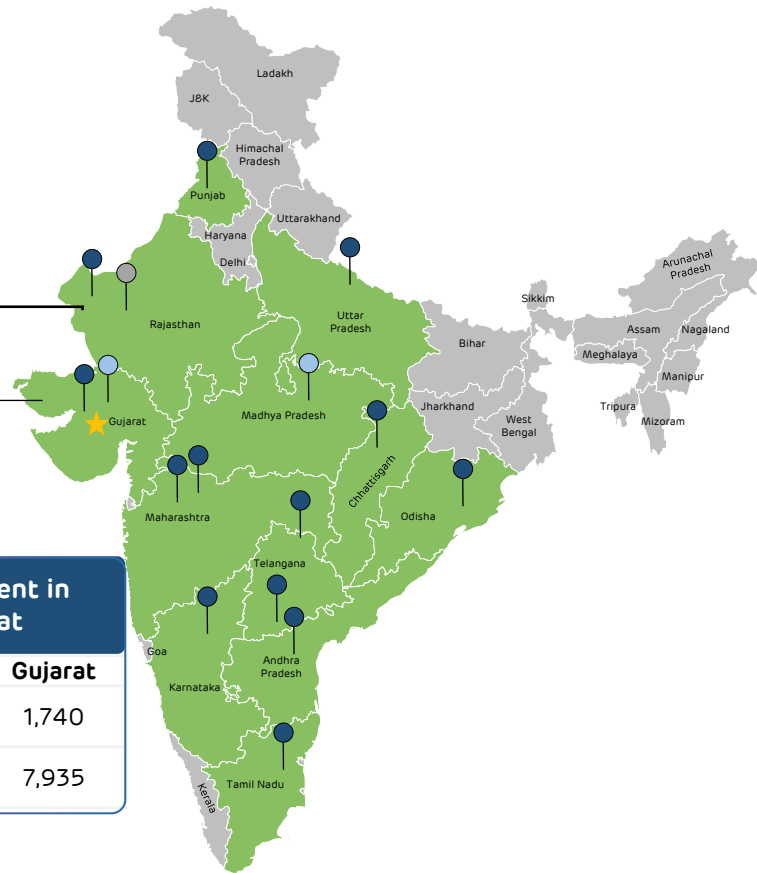 Ladakh
J&K
Himachal
Pradesh
Punjab
Uttarakhand
Haryana
Delhi
Arunachal
Pradesh
Sikkim
Rajasthan
Uttar
Pradesh
Assam
Nagaland
Bihar
Meghalaya
Manipur
Jharkhand
Tripura
Mizoram
Gujarat
Madhya Pradesh
West
Bengal
Chhattisgarh
Maharashtra
Odisha
Telangana
ent in
at
Goa
Gujarat
Andhra
Pradesh
Karnataka
1,740
7,935
Tamil Nadu
Kerala